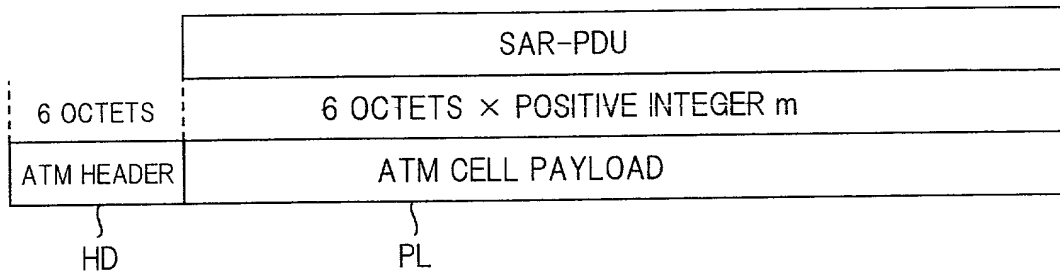 SAR-PDU
6 OCTETS 6 OCTETS × POSITIVE INTEGER m
ATM HEADER ATM CELL PAYLOAD
HD PL